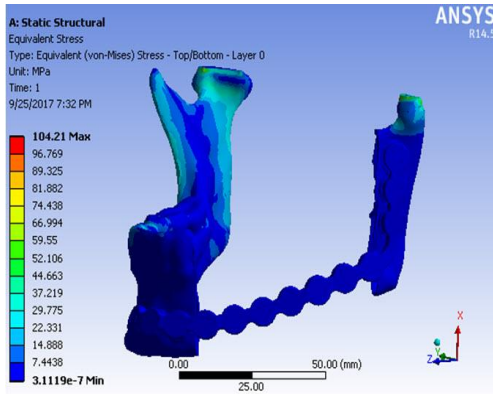 A: Static Structural
Equivalent Stress
Type: Equivalent (von-Mises) Stress - Top/Bottom - Layer 0
Unit: MPa
Time: 1
9/25/2017 7:32 PM
ANSYS
R14.5
104.21 Max
96.769
89.325
81.882
74.438
66.994
59.55
52.106
44.663
37.219
29.775
22.331
14.888
7.4438
3.1119e-7 Min
0.00
50.00 (mm)
25.00
X
Y
Z